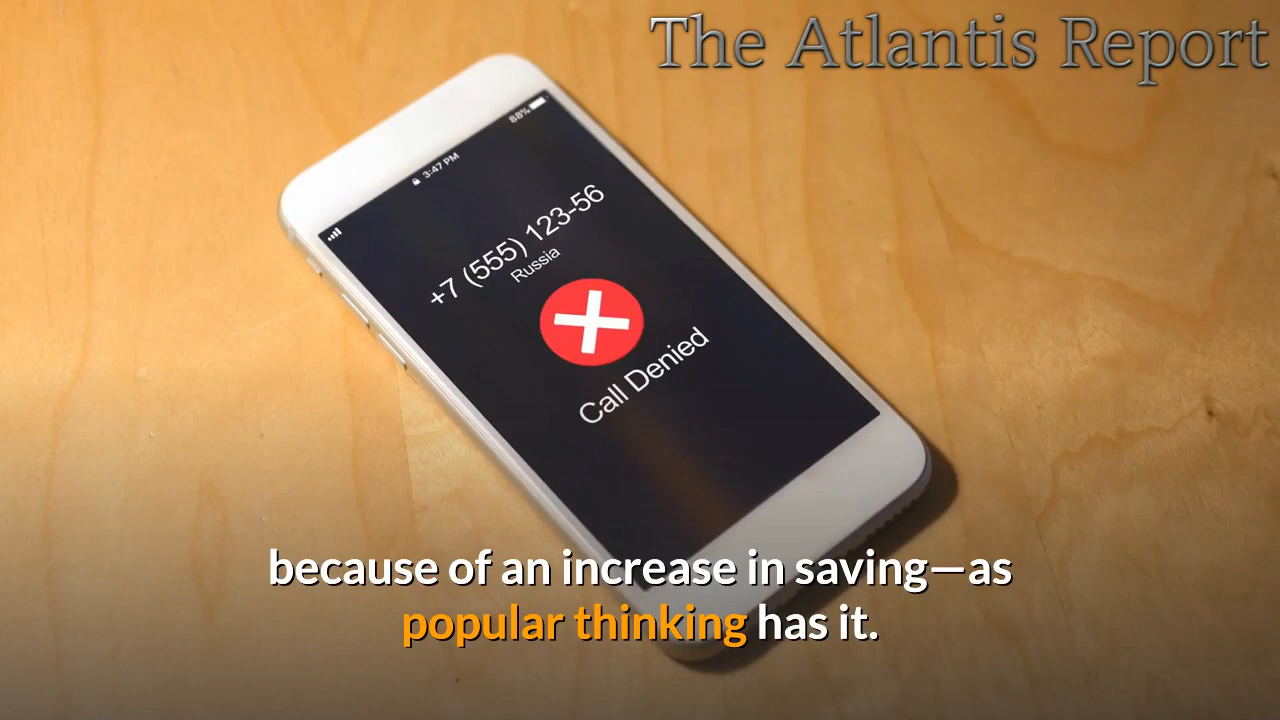 The Atlantis Report
88%
3:47 PM
+7 (555) 123-56
Russia
Call Denied
because of an increase in saving—as
popular thinking has it.